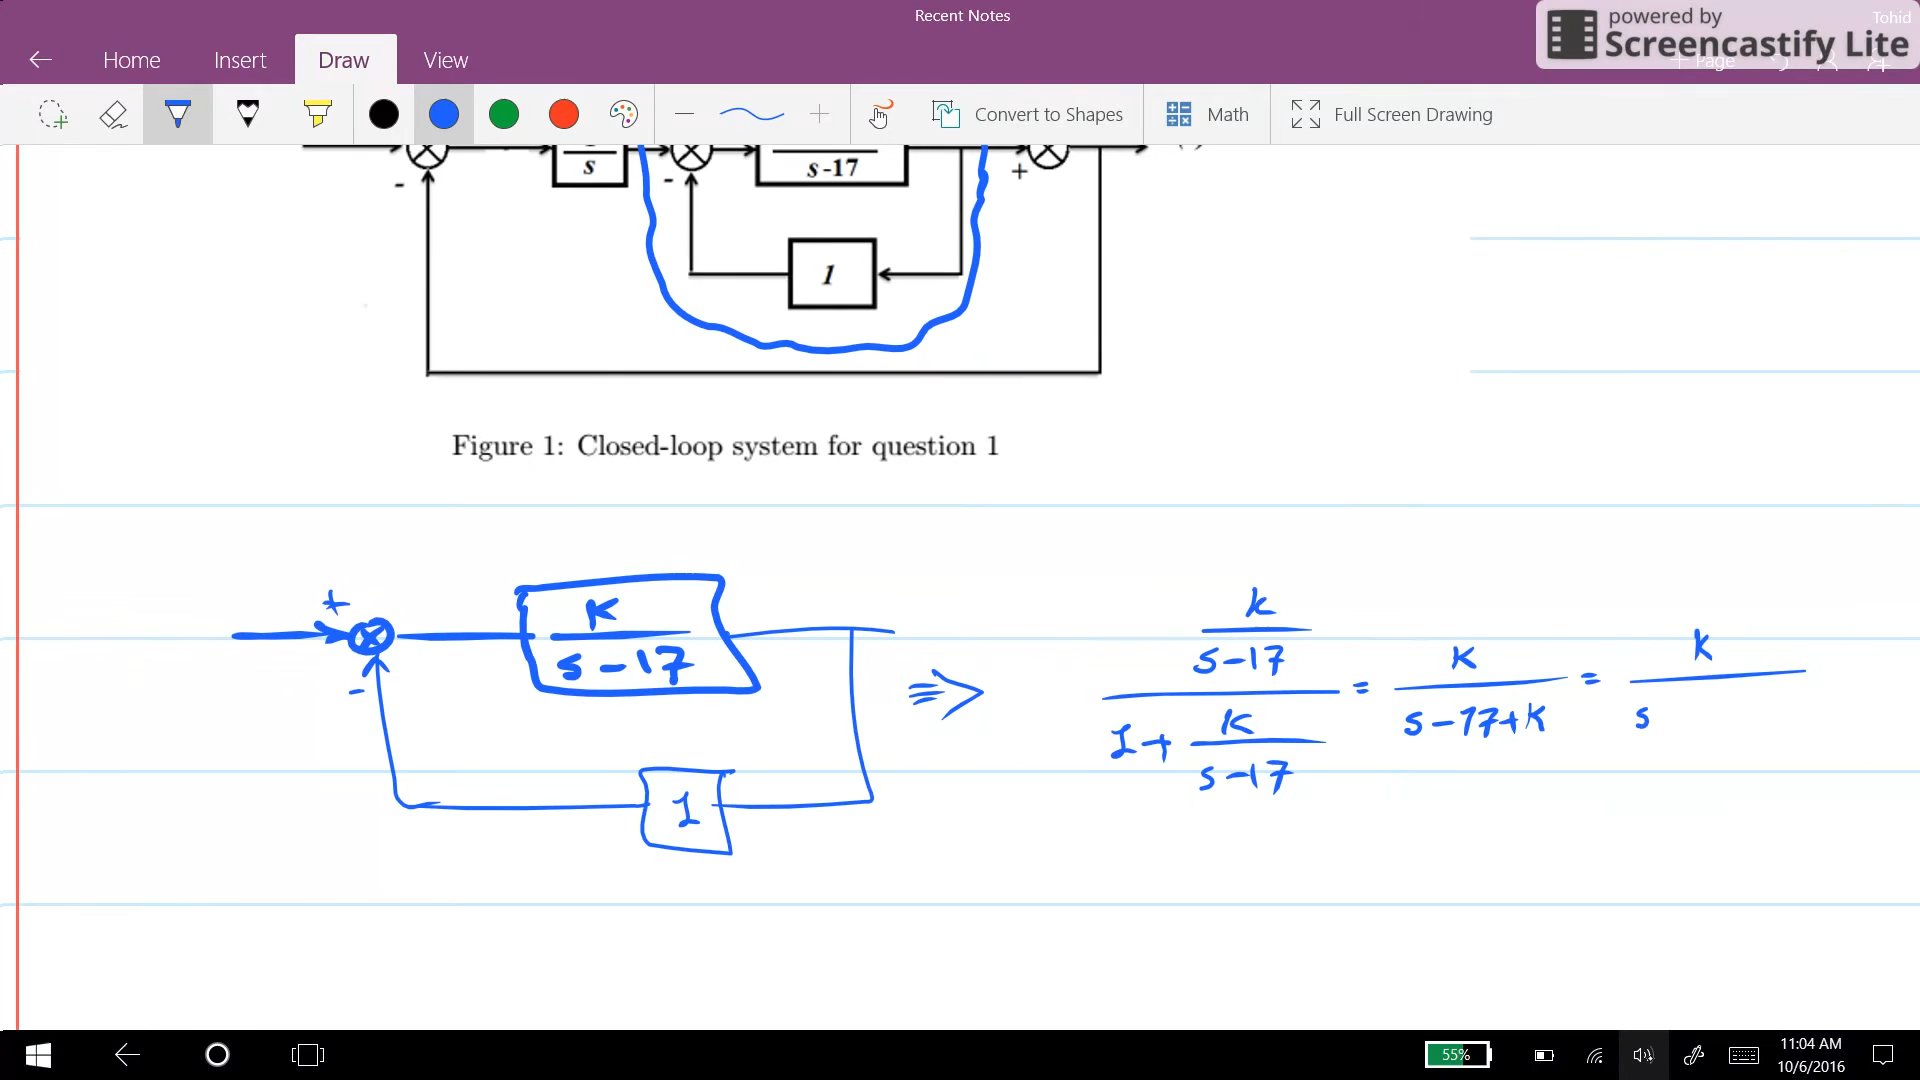 Recent Notes
Tohid
powered by
Screencastify Lite
Home Insert Draw View
+ Page
Convert to Shapes Math Full Screen Drawing
s
-
s-17
+
-
1
Figure 1: Closed-loop system for question 1
+
-
K
s-17
1
⇒
k
s-17
1+
K
s-17
=
K
s-17+K
=
k
s
55%
11:04 AM
10/6/2016